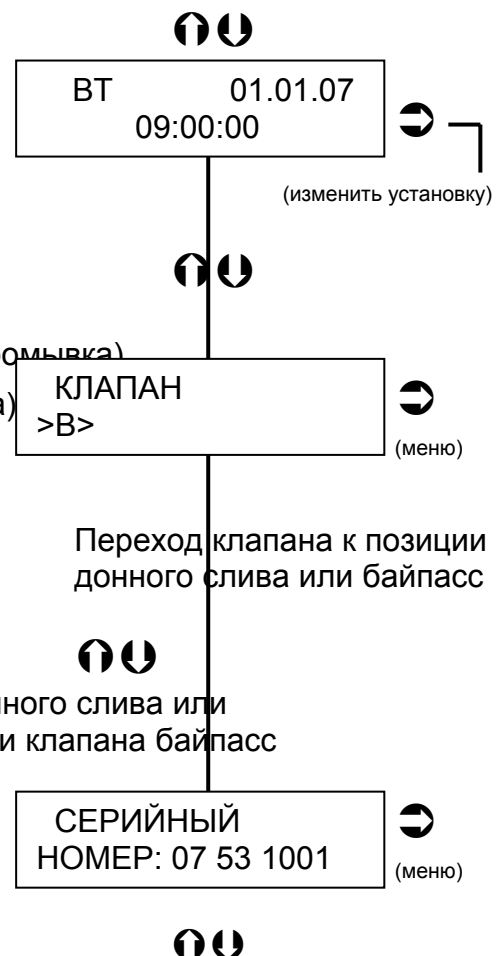 ВТ 01.01.07
09:00:00
(изменить установку)
КЛАПАН
>В>
(меню)
Переход клапана к позиции
донного слива или байпасс
слива или
клапана байпасс
СЕРИЙНЫЙ
НОМЕР: 07 53 1001
(меню)